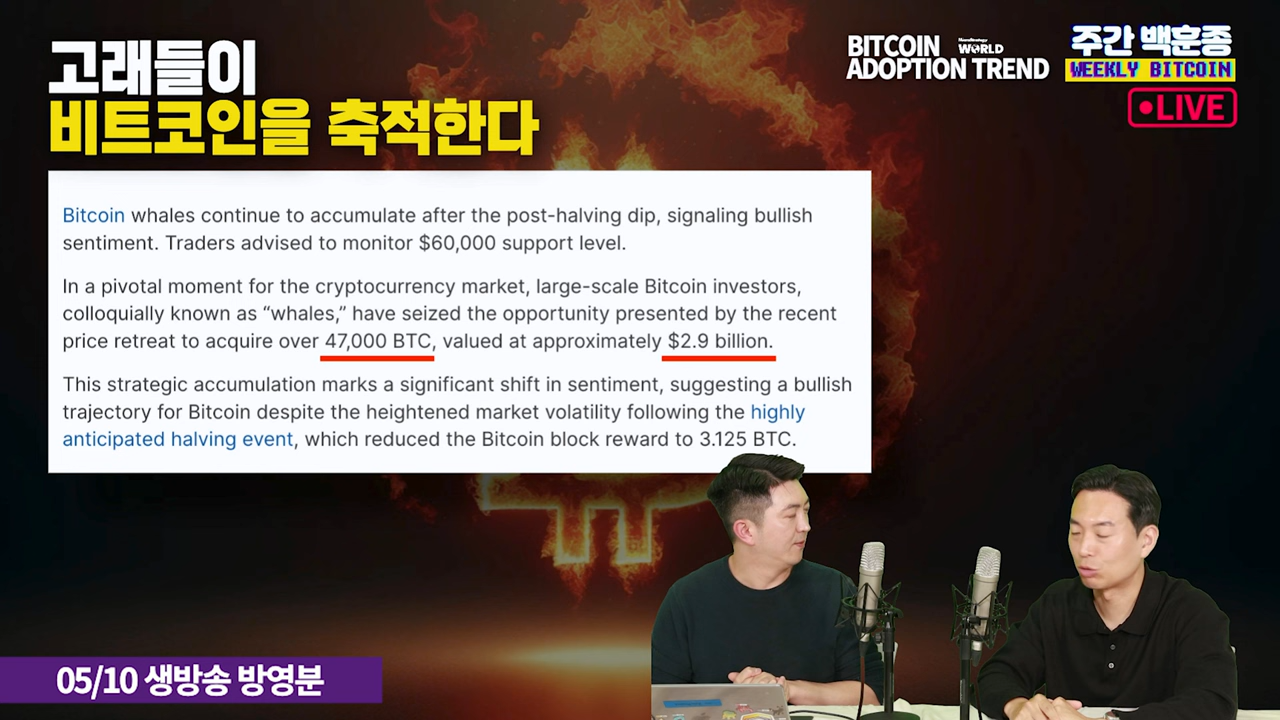 고래들이
비트코인을 축적한다
BITCOIN
WORLD
ADOPTION TREND
주간 백훈종
WEEKLY BITCOIN
LIVE
Bitcoin whales continue to accumulate after the post-halving dip, signaling bullish
sentiment. Traders advised to monitor $60,000 support level.
In a pivotal moment for the cryptocurrency market, large-scale Bitcoin investors,
colloquially known as “whales,” have seized the opportunity presented by the recent
price retreat to acquire over 47,000 BTC, valued at approximately $2.9 billion.
This strategic accumulation marks a significant shift in sentiment, suggesting a bullish
trajectory for Bitcoin despite the heightened market volatility following the highly
anticipated halving event, which reduced the Bitcoin block reward to 3.125 BTC.
05/10 생방송 방영분